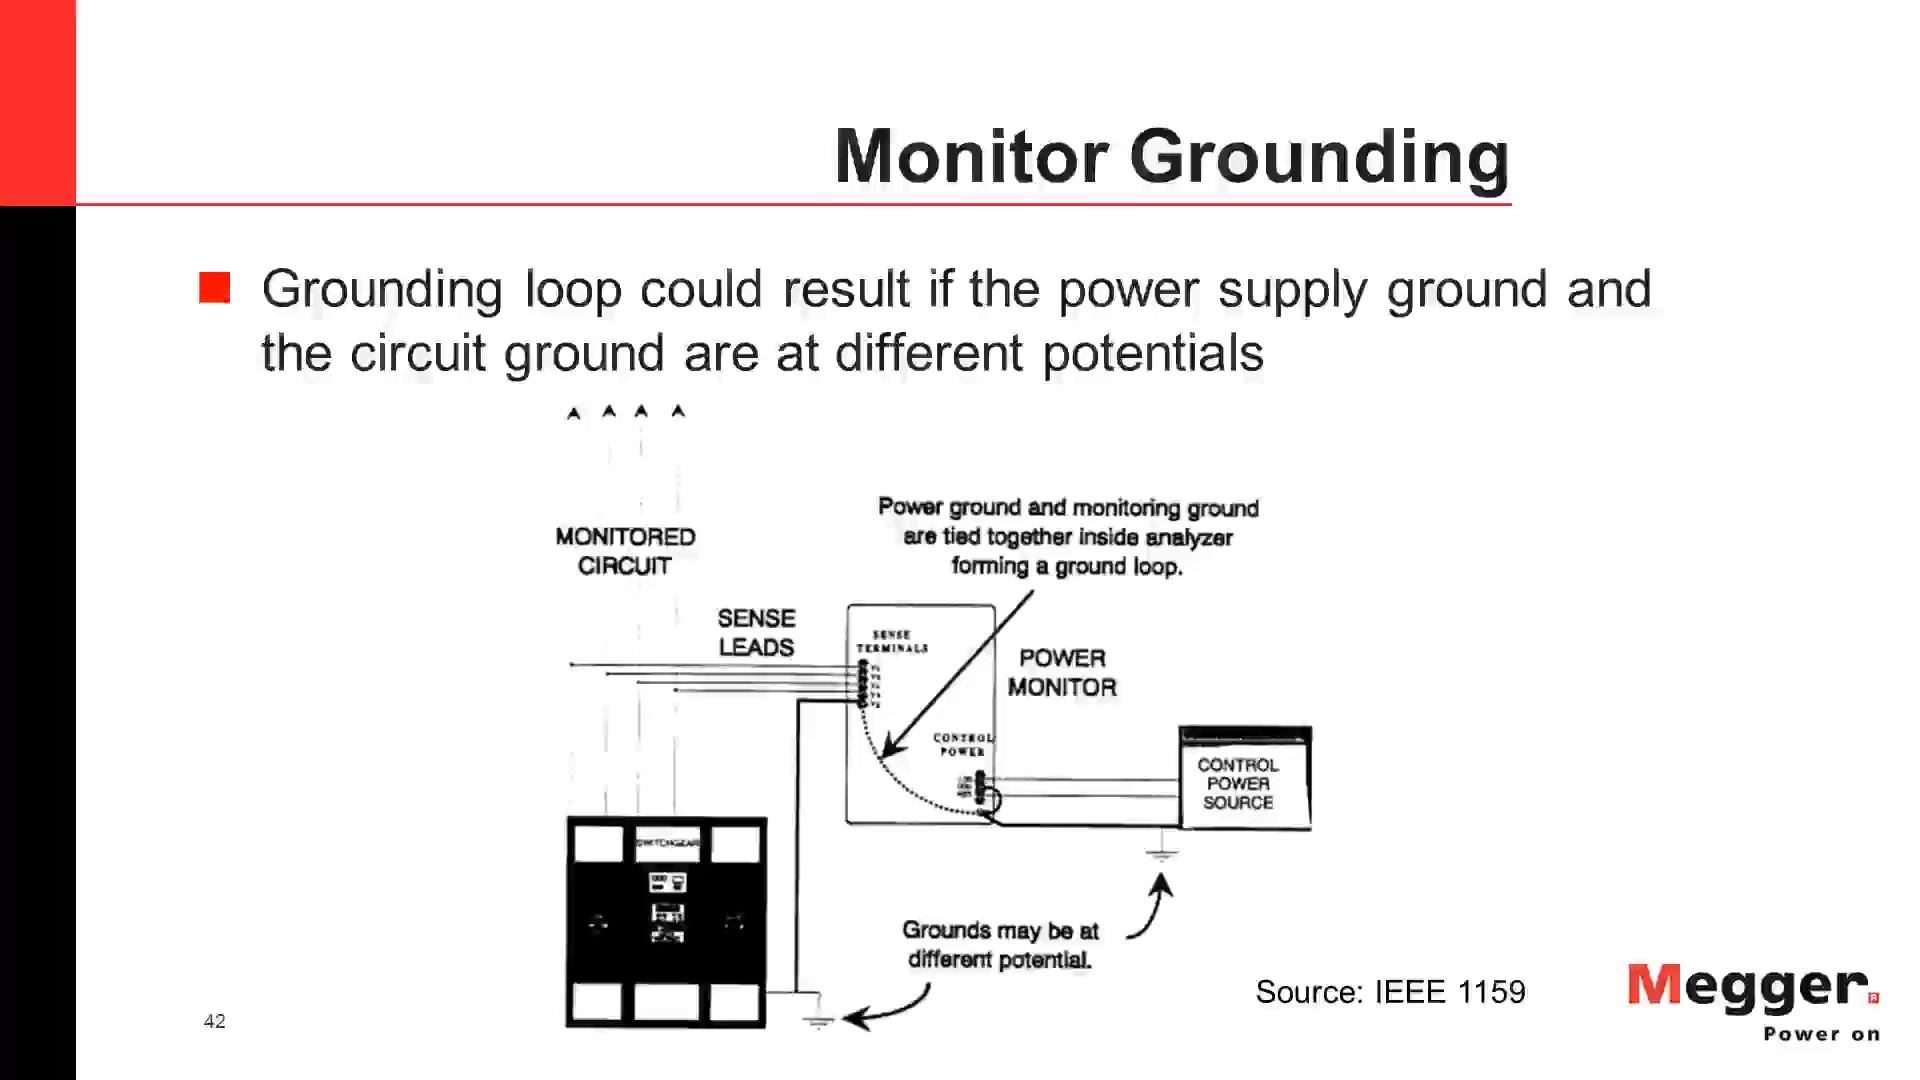 Monitor Grounding
Grounding loop could result if the power supply ground and
the circuit ground are at different potentials
Power ground and monitoring ground
are tied together inside analyzer
forming a ground loop.
MONITORED
CIRCUIT
SENSE
LEADS
SENSE
TERMINALS
POWER
MONITOR
CONTROL
POWER
CONTROL
POWER
SOURCE
SWITCHGEAR
Grounds may be at
different potential.
Source: IEEE 1159
42
Megger®
Power on